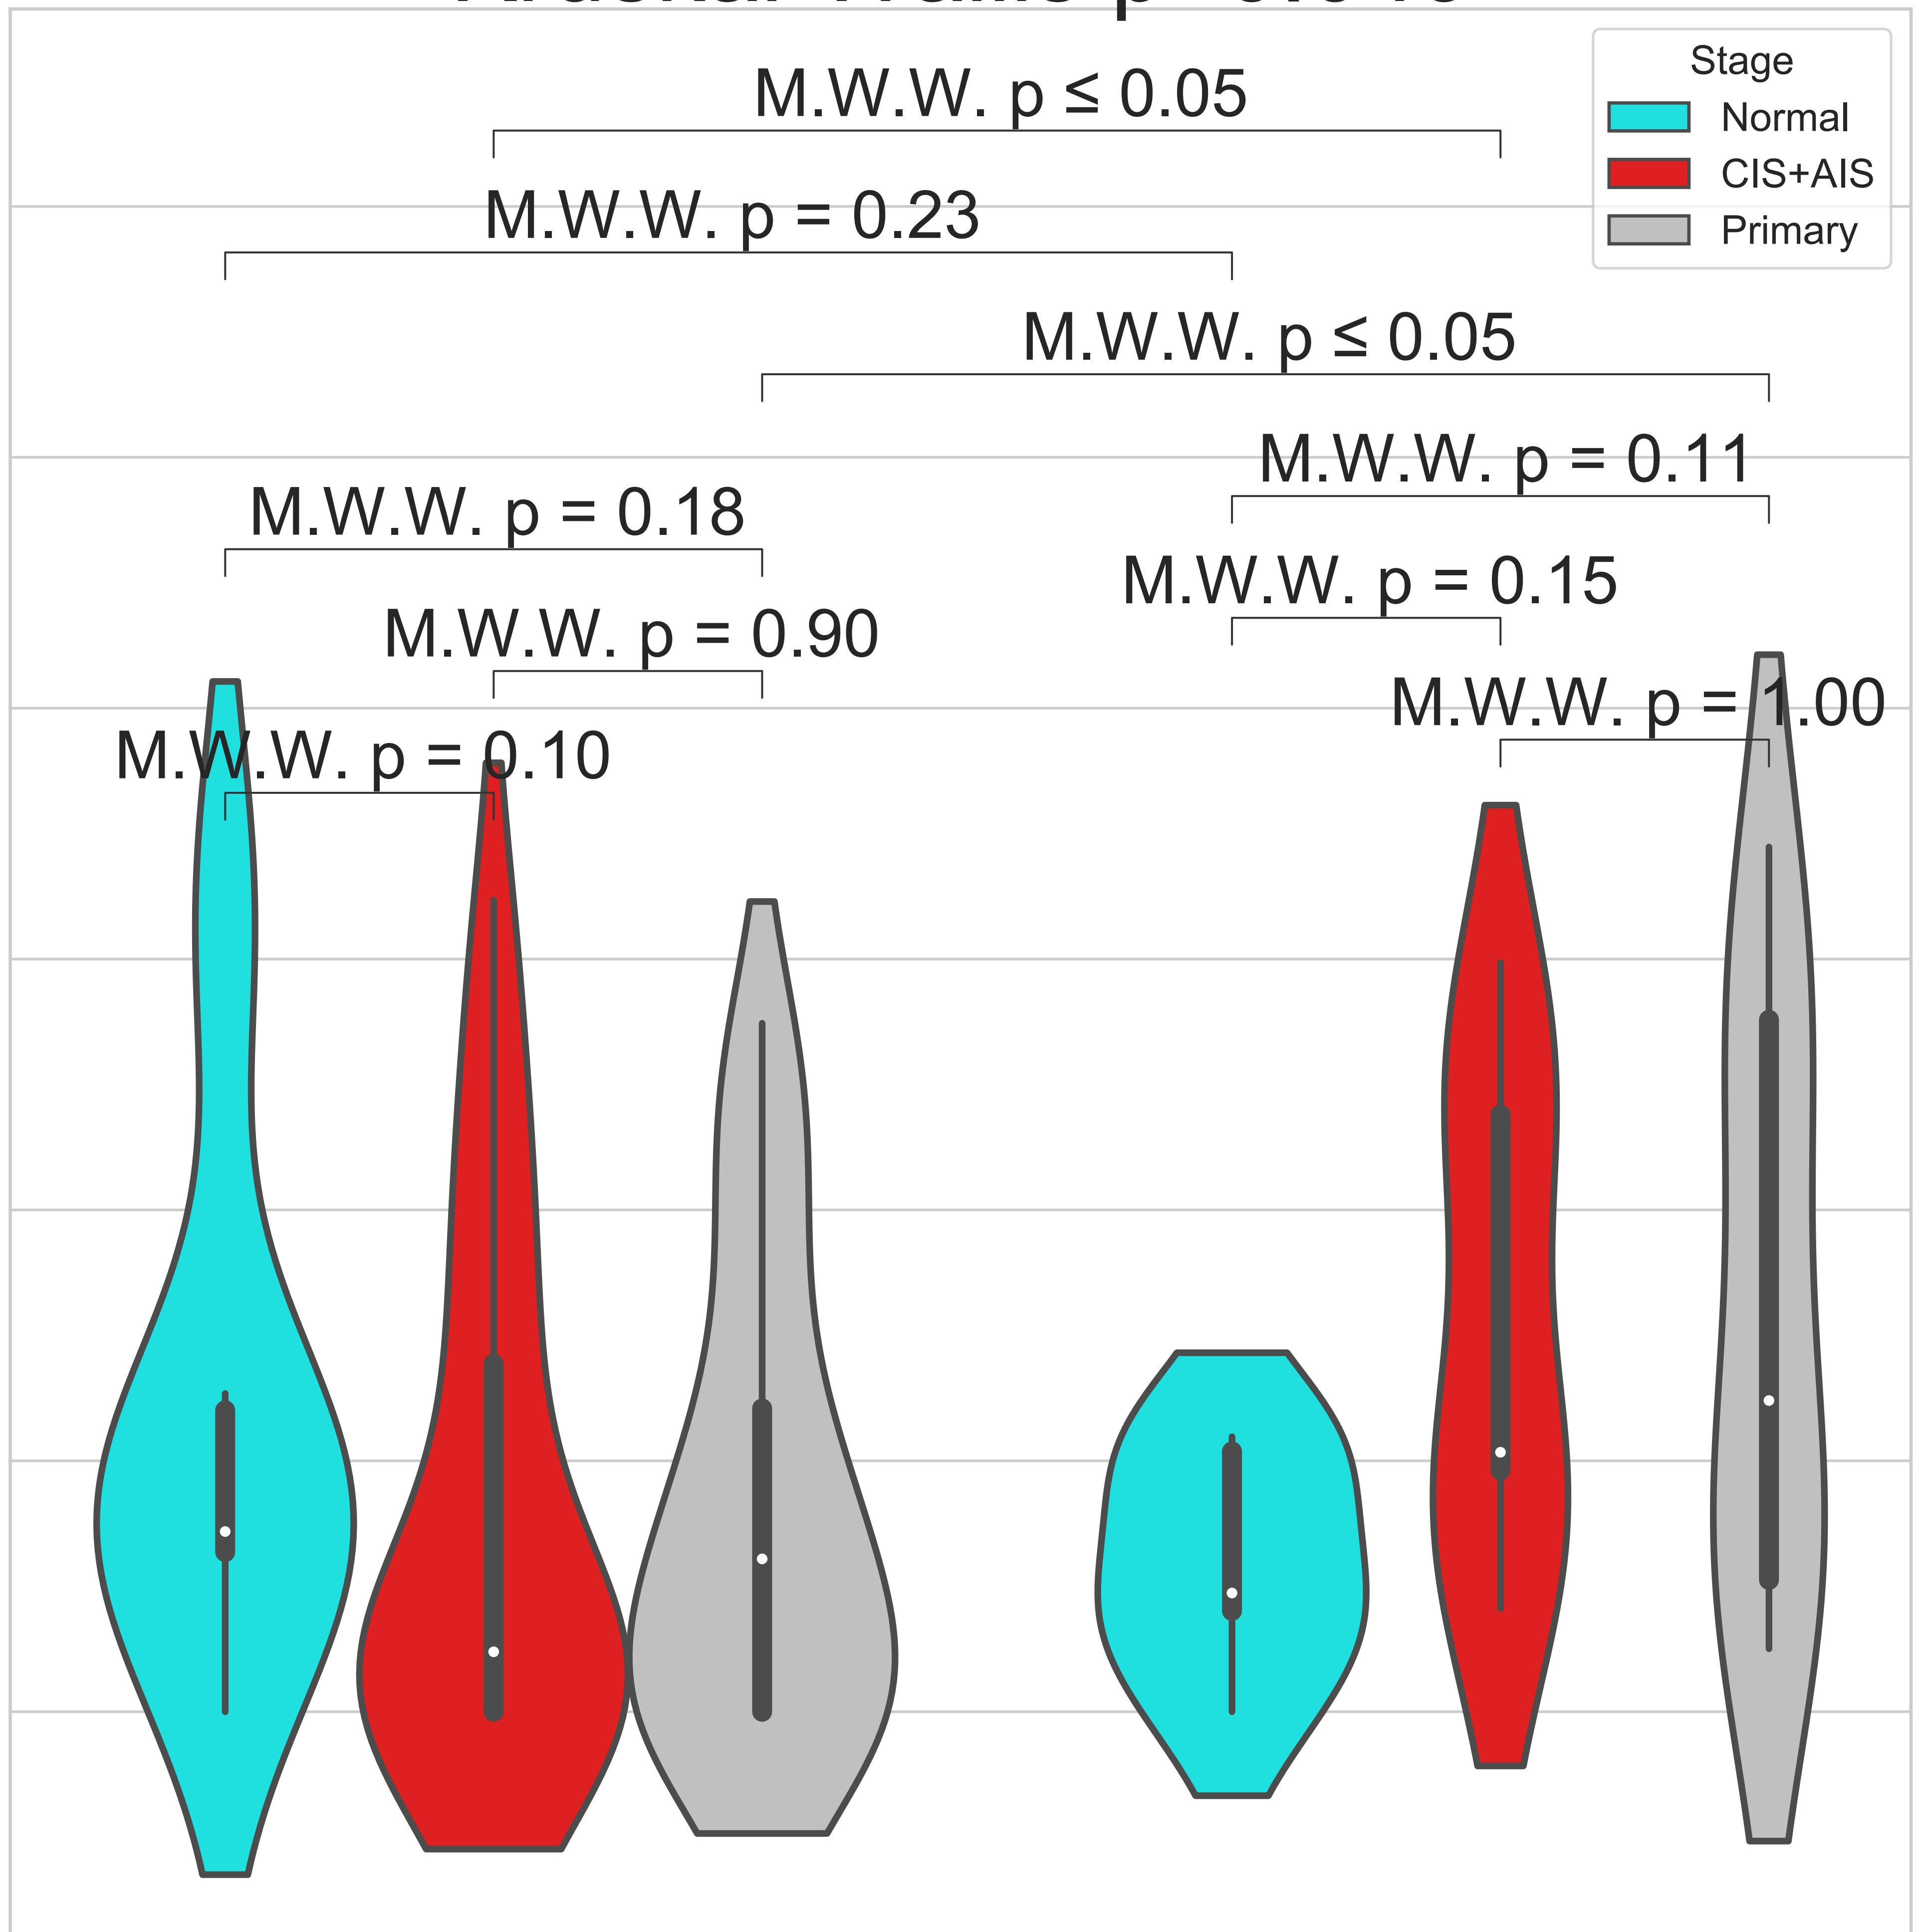 Stage
Normal
CIS+AIS
Primary
M.W.W. p ≤ 0.05
M.W.W. p = 0.23
M.W.W. p ≤ 0.05
M.W.W. p = 0.11
M.W.W. p = 0.18
M.W.W. p = 0.15
M.W.W. p = 0.90
M.W.W. p = 1.00
M.W.W. p = 0.10